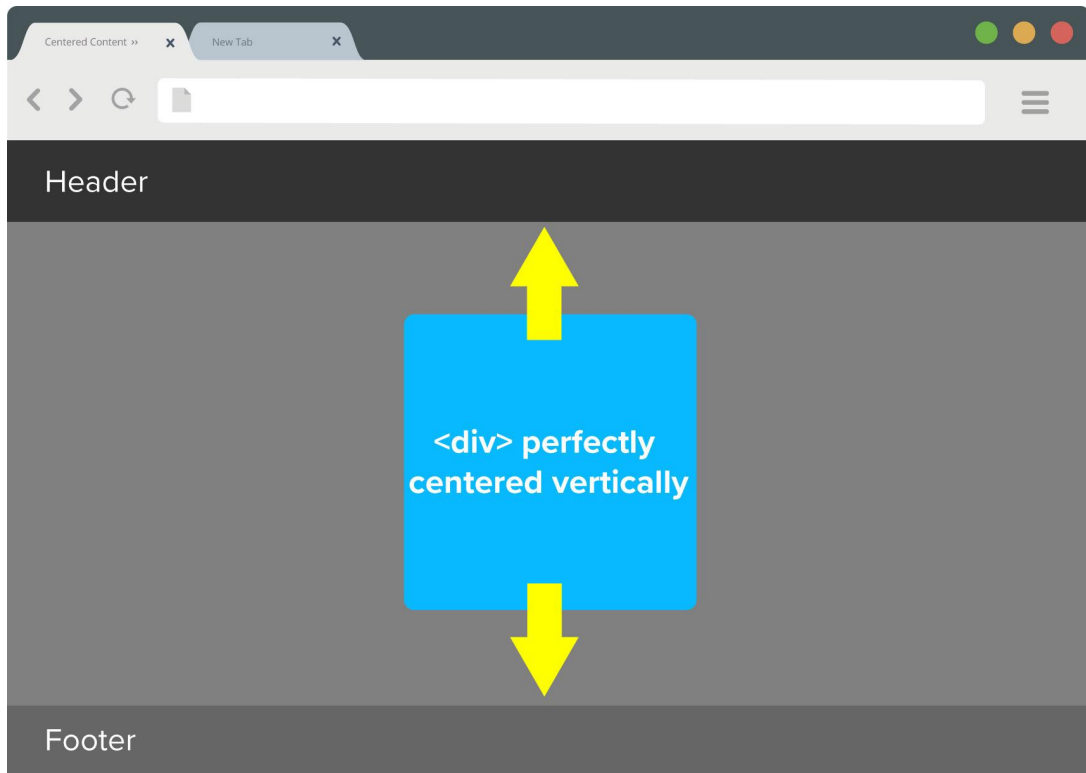 Centered Content ››
New Tab
Header
<div> perfectly
centered vertically
Footer